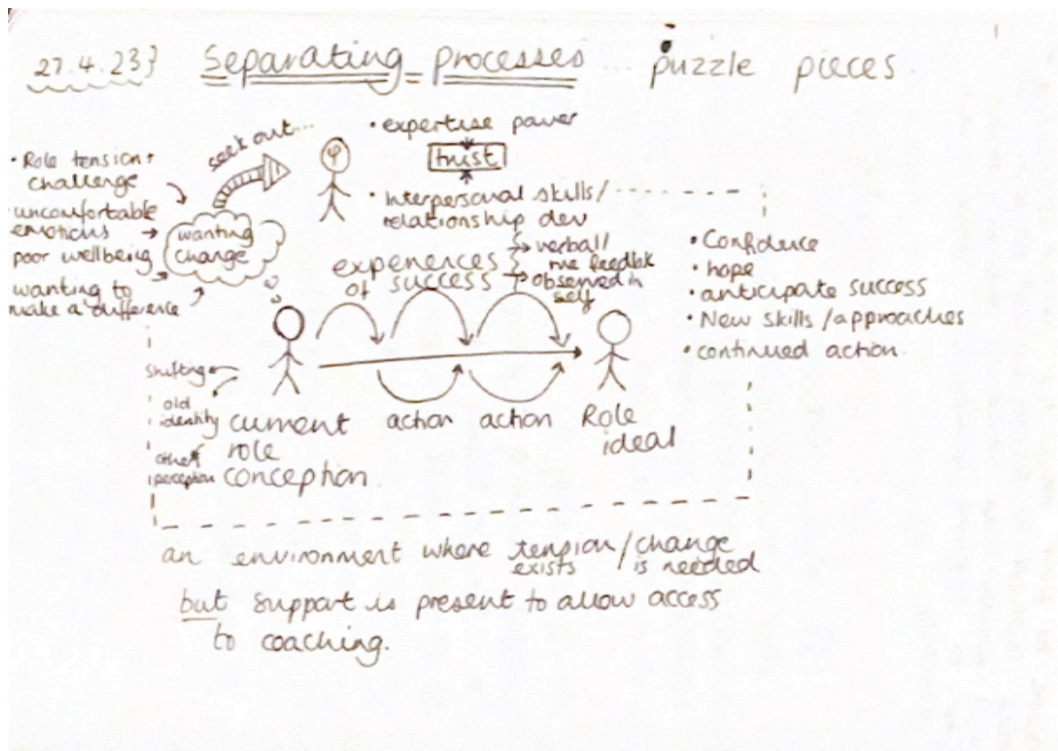 27.4.23} Separating Processes ... puzzle pieces
seek out...
• expertise power
trust
• Interpersonal skills/
relationship dev
• Role tension +
challenge
• uncomfortable
emotions
poor wellbeing
wanting to
make a difference
wanting
change
ψ
experiences
of success
verbal/
+ve feedbk
observed in
self
• Confidence
• hope
• anticipate success
• New skills/approaches
• continued action.
Shifting
old
identity
other
perception
current
role
conception
action action
Role
ideal
an environment where tension/change
exists is needed
but support is present to allow access
to coaching.